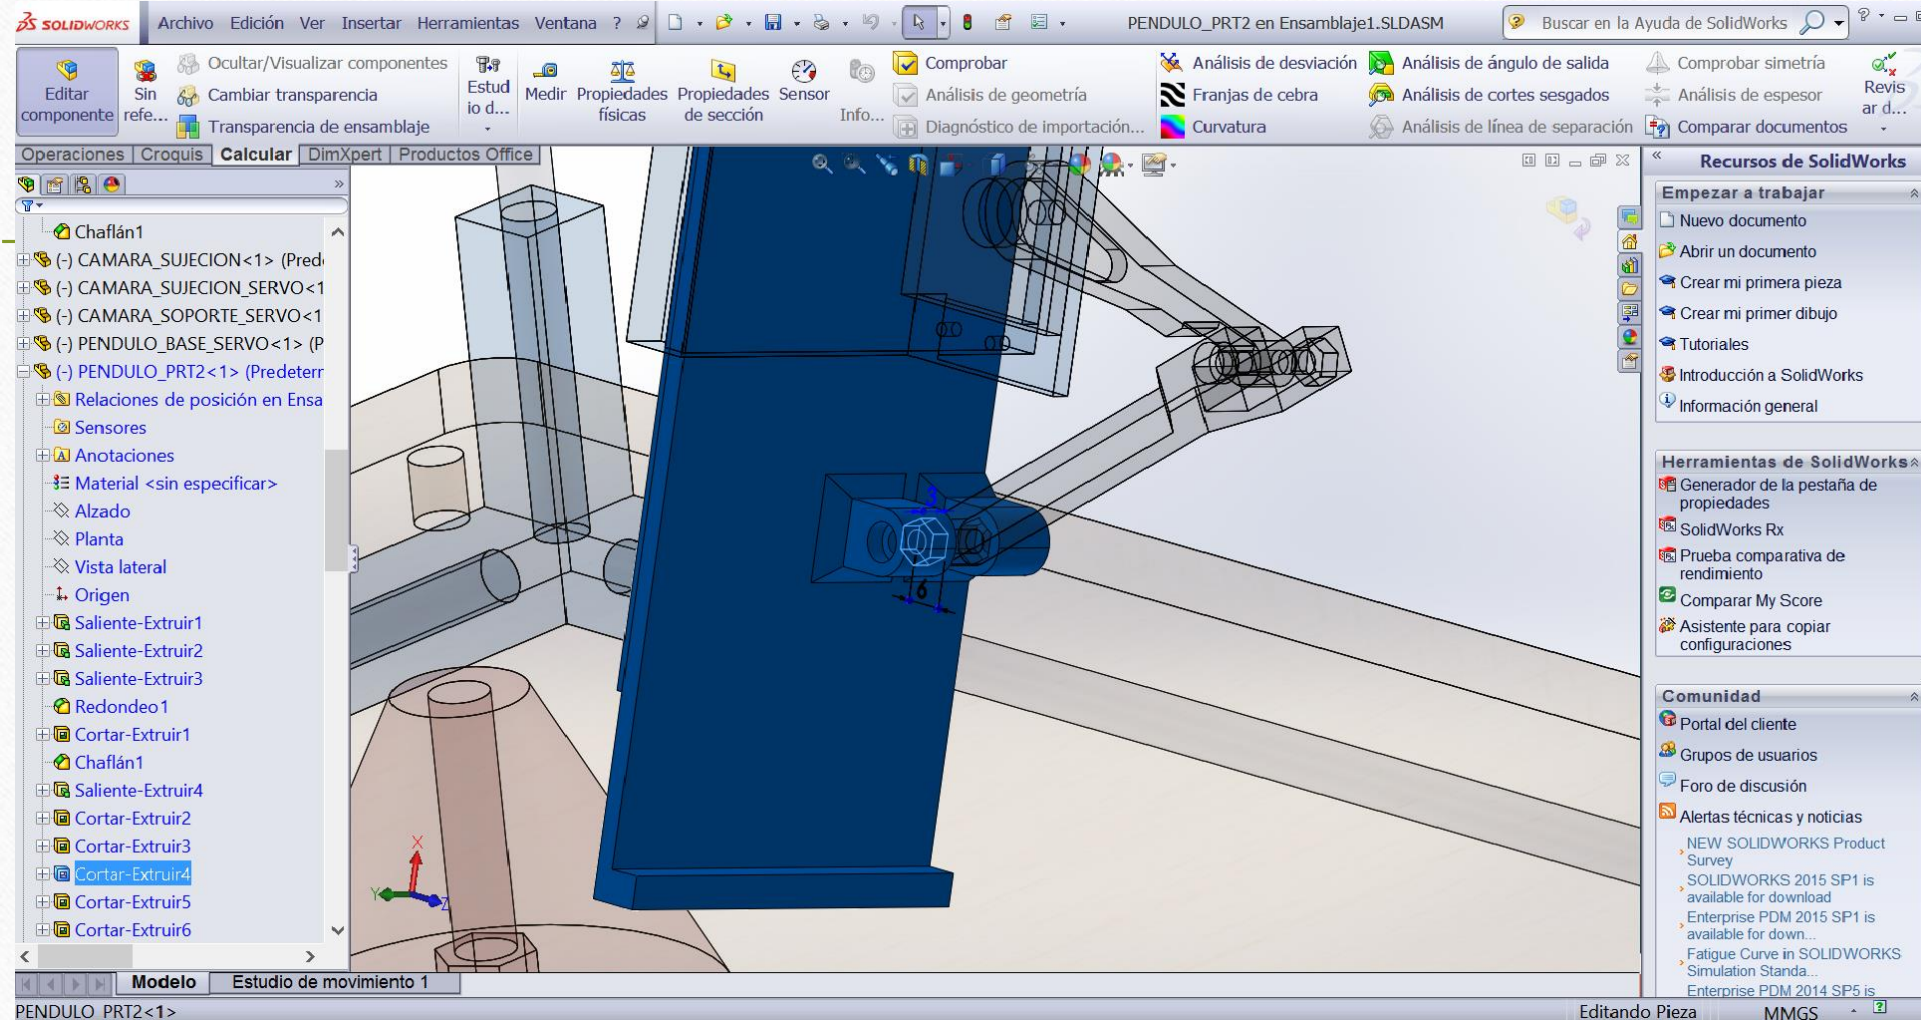 SOLIDWORKS Archivo Edición Ver Insertar Herramientas Ventana ?
PENDULO_PRT2 en Ensamblaje1.SLDASM
Buscar en la Ayuda de SolidWorks
Editar componente
Sin refe...
Ocultar/Visualizar componentes
Cambiar transparencia
Transparencia de ensamblaje
Estud io d...
Medir
Propiedades físicas
Propiedades de sección
Sensor
Info...
Comprobar
Análisis de geometría
Diagnóstico de importación...
Análisis de desviación
Franjas de cebra
Curvatura
Análisis de ángulo de salida
Análisis de cortes sesgados
Análisis de línea de separación
Comprobar simetría
Análisis de espesor
Comparar documentos
Revis ar d...
Operaciones Croquis Calcular DimXpert Productos Office
Chaflán1
(-) CAMARA_SUJECION<1> (Pred
(-) CAMARA_SUJECION_SERVO<1
(-) CAMARA_SOPORTE_SERVO<1
(-) PENDULO_BASE_SERVO<1> (P
(-) PENDULO_PRT2<1> (Predeterr
Relaciones de posición en Ensa
Sensores
Anotaciones
Material <sin especificar>
Alzado
Planta
Vista lateral
Origen
Saliente-Extruir1
Saliente-Extruir2
Saliente-Extruir3
Redondeo1
Cortar-Extruir1
Chaflán1
Saliente-Extruir4
Cortar-Extruir2
Cortar-Extruir3
Cortar-Extruir4
Cortar-Extruir5
Cortar-Extruir6
3
6
X
Y
Z
Recursos de SolidWorks
Empezar a trabajar
Nuevo documento
Abrir un documento
Crear mi primera pieza
Crear mi primer dibujo
Tutoriales
Introducción a SolidWorks
Información general
Herramientas de SolidWorks
Generador de la pestaña de
propiedades
SolidWorks Rx
Prueba comparativa de
rendimiento
Comparar My Score
Asistente para copiar
configuraciones
Comunidad
Portal del cliente
Grupos de usuarios
Foro de discusión
Alertas técnicas y noticias
NEW SOLIDWORKS Product
Survey
SOLIDWORKS 2015 SP1 is
available for download
Enterprise PDM 2015 SP1 is
available for down...
Fatigue Curve in SOLIDWORKS
Simulation Standa...
Enterprise PDM 2014 SP5 is
Modelo Estudio de movimiento 1
PENDULO_PRT2<1>
Editando Pieza MMGS